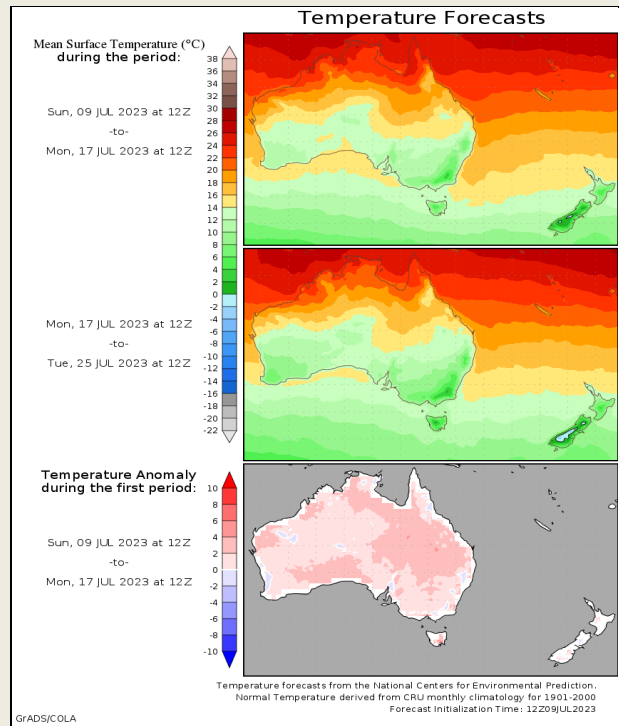 Temperature Forecasts
Mean Surface Temperature (°C)
during the period:
38
36
34
32
30
28
26
24
22
20
18
16
14
12
10
8
6
4
2
0
-2
-4
-6
-8
-10
-12
-14
-16
-18
-20
-22
Sun, 09 JUL 2023 at 12Z
-to-
Mon, 17 JUL 2023 at 12Z
Mon, 17 JUL 2023 at 12Z
-to-
Tue, 25 JUL 2023 at 12Z
Temperature Anomaly
during the first period:
10
8
6
4
2
0
-2
-4
-6
-8
-10
Sun, 09 JUL 2023 at 12Z
-to-
Mon, 17 JUL 2023 at 12Z
Temperature forecasts from the National Centers for Environmental Prediction.
Normal Temperature derived from CRU monthly climatology for 1901-2000
Forecast Initialization Time: 12Z09JUL2023
GrADS/COLA